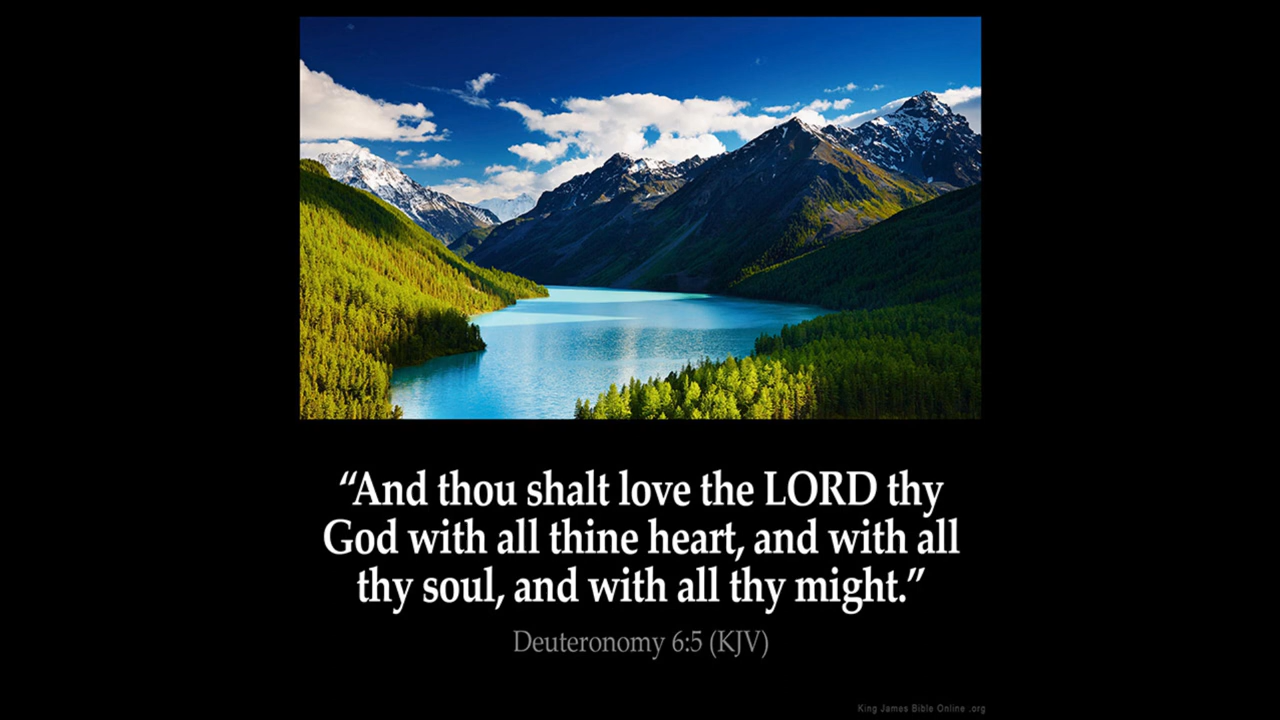 “And thou shalt love the LORD thy
God with all thine heart, and with all
thy soul, and with all thy might.”
Deuteronomy 6:5 (KJV)
King James Bible Online .org